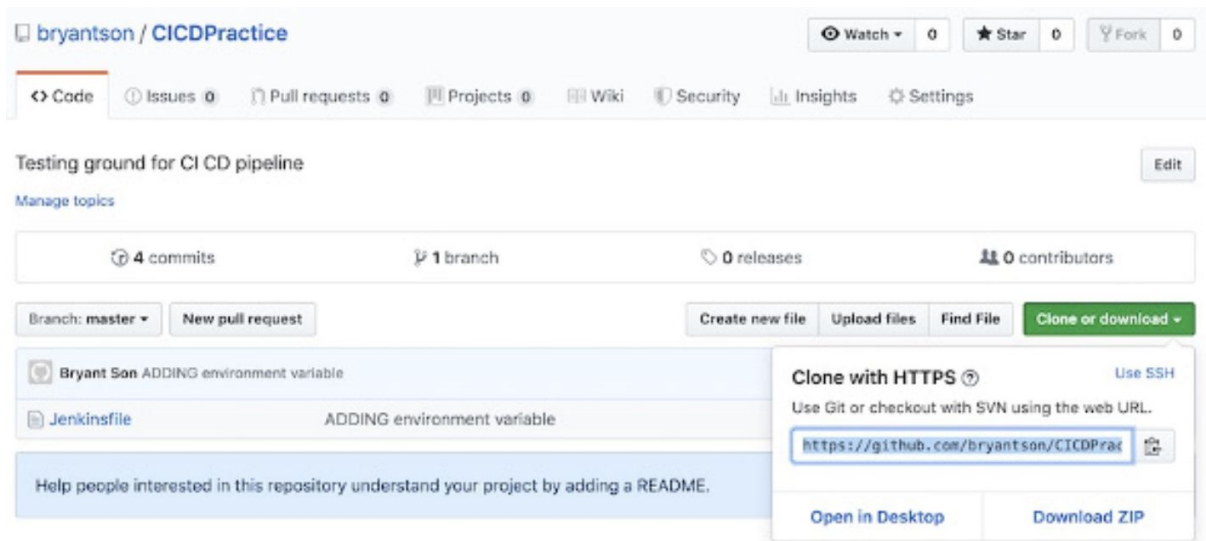 bryantson / CICDPractice
Watch 0 Star 0 Fork 0
Code Issues 0 Pull requests 0 Projects 0 Wiki Security Insights Settings
Testing ground for CI CD pipeline
Edit
Manage topics
4 commits 1 branch 0 releases 0 contributors
Branch: master New pull request Create new file Upload files Find File Clone or download
Bryant Son ADDING environment variable
Jenkinsfile ADDING environment variable
Help people interested in this repository understand your project by adding a README.
Clone with HTTPS ? Use SSH
Use Git or checkout with SVN using the web URL.
https://github.com/bryantson/CICDPrac
Open in Desktop Download ZIP